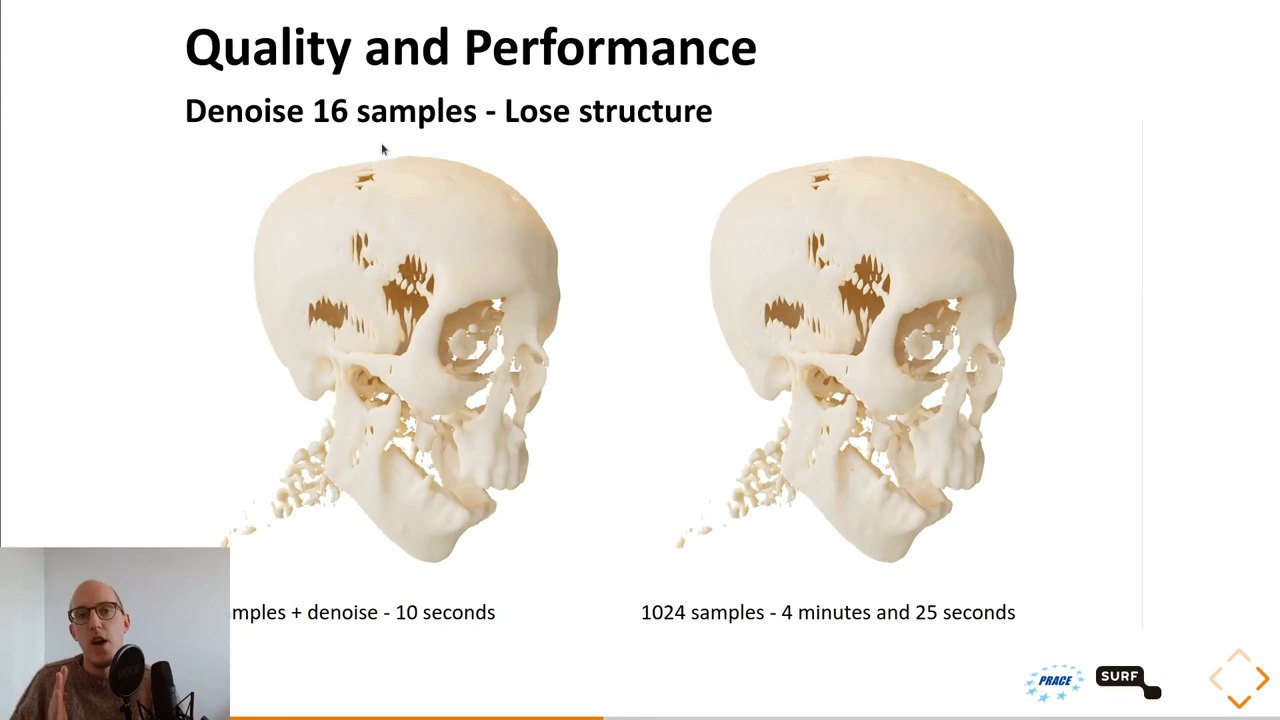 Quality and Performance
Denoise 16 samples - Lose structure
mples + denoise - 10 seconds
1024 samples - 4 minutes and 25 seconds
PRACE
SURF